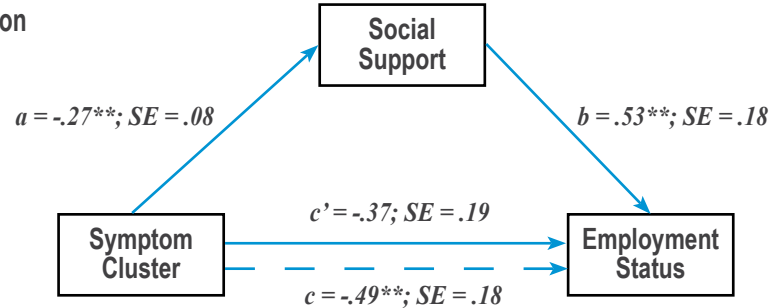 on
Social
Support
a = -.27**; SE = .08
b = .53**; SE = .18
c’ = -.37; SE = .19
Symptom
Cluster
Employment
Status
c = -.49**; SE = .18